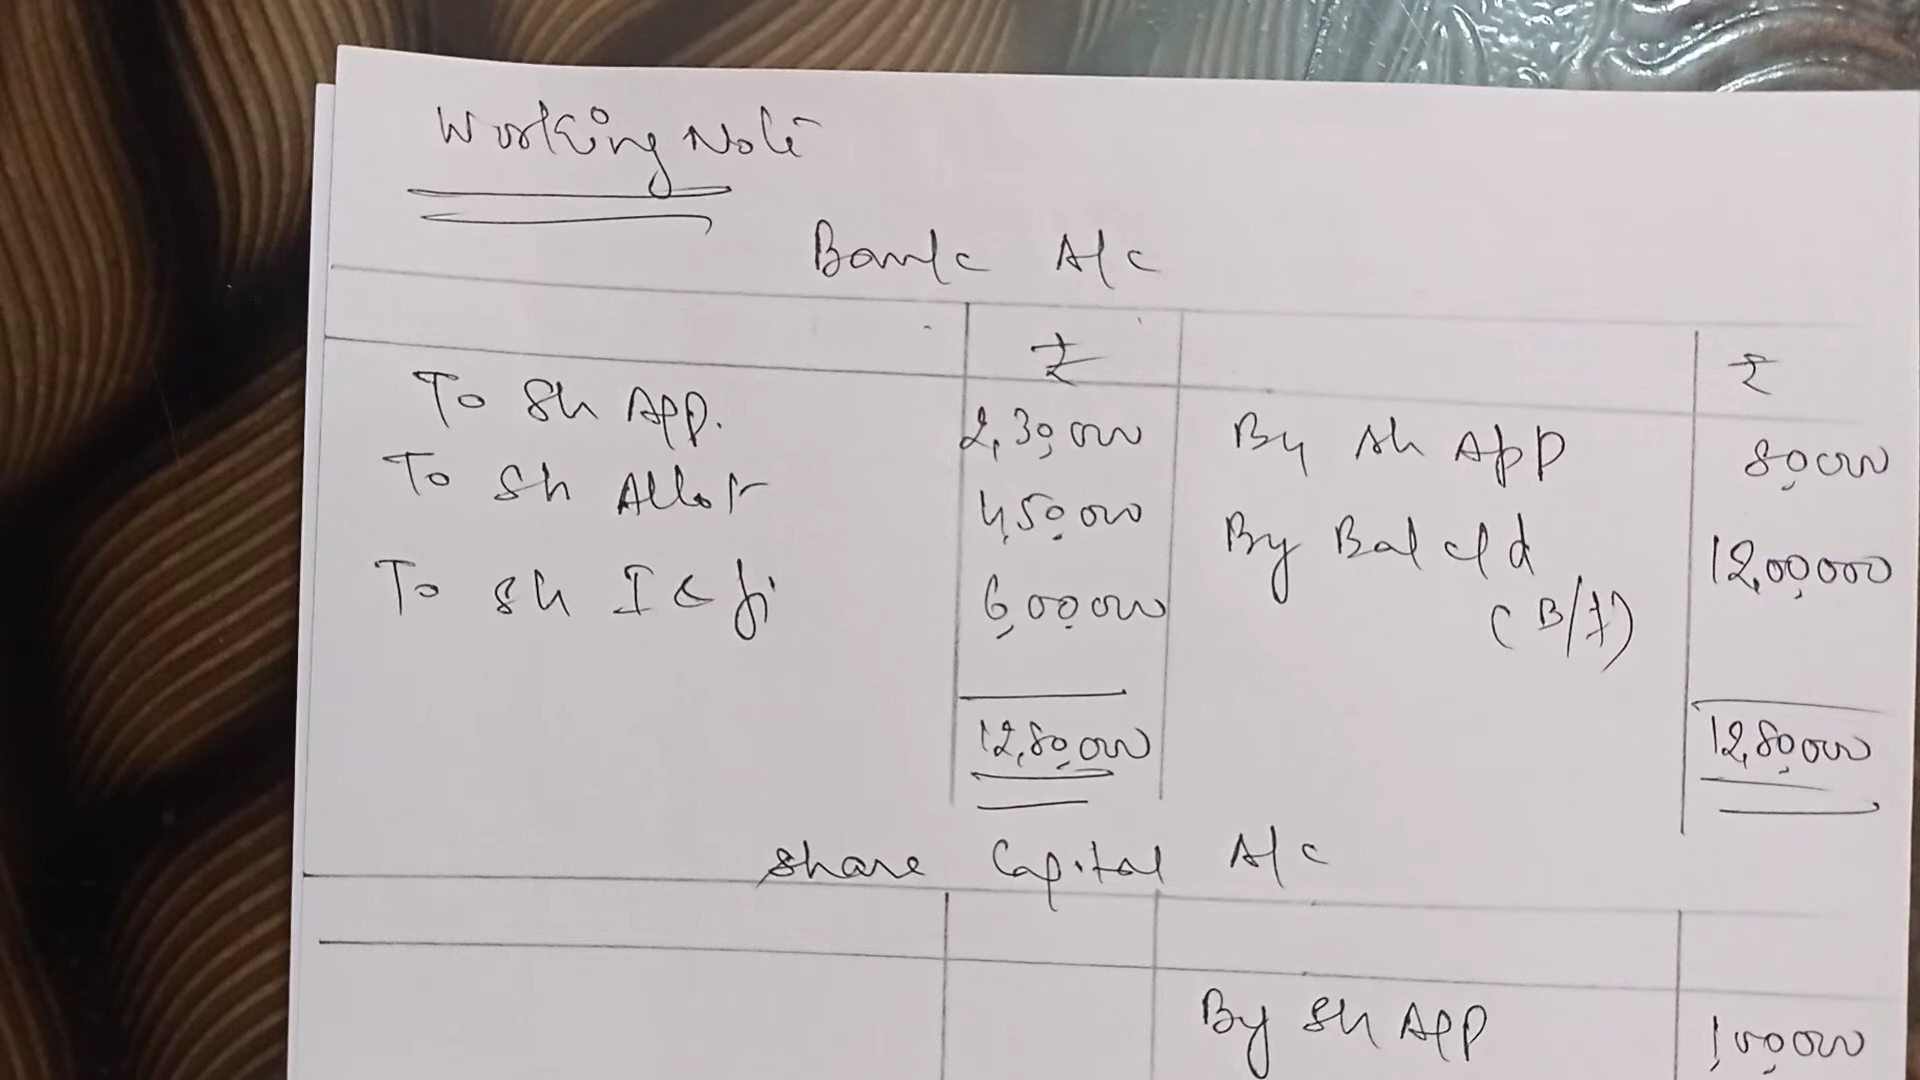 Working Note
Bank A/c
₹ ₹
To Sh App. 2,30,000 By Sh App 80,000
To Sh Allot 4,50,000 By Bal c/d 12,00,000
To Sh I & fi 6,00,000 (B/f)
12,80,000 12,80,000
Share Capital A/c
By Sh App 1,00,000